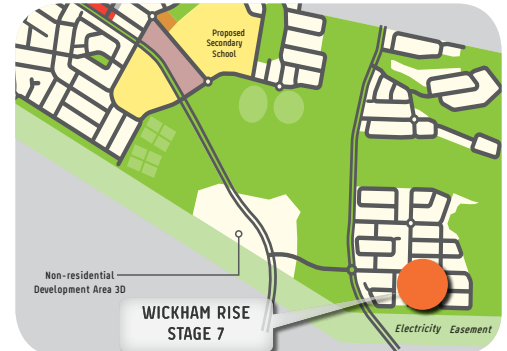 Proposed
Secondary
School
Non-residential
Development Area 3D
WICKHAM RISE
STAGE 7
Electricity Easement